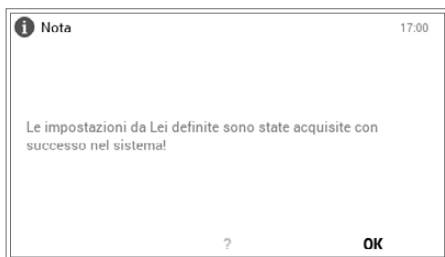 Nota 17:00
Le impostazioni da Lei definite sono state acquisite con
successo nel sistema!
? OK